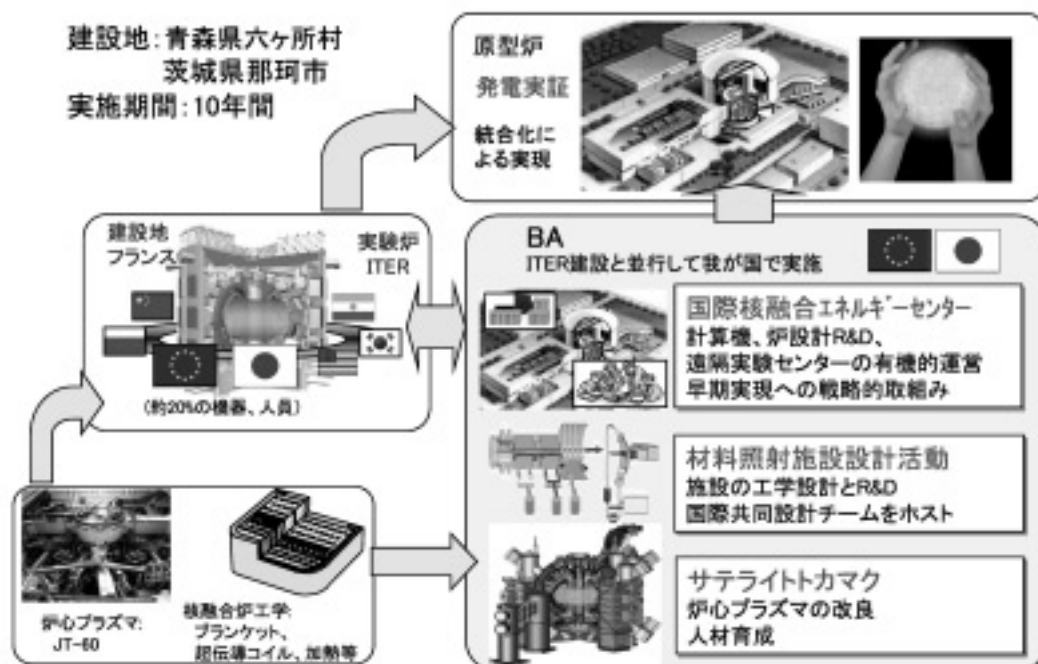 建設地：青森県六ヶ所村
茨城県那珂市
実施期間：10年間
原型炉
発電実証
統合化に
よる実現
建設地
フランス
実験炉
ITER
（約20%の機器、人員）
BA
ITER建設と並行して我が国で実施
国際核融合エネルギーセンター
計算機、炉設計R&D、
遠隔実験センターの有機的運営
早期実現への戦略的取組み
材料照射施設設計活動
施設の工学設計とR&D
国際共同設計チームをホスト
サテライトトカマク
炉心プラズマの改良
人材育成
炉心プラズマ：
JT-60
核融合炉工学：
ブランケット、
超伝導コイル、加熱等